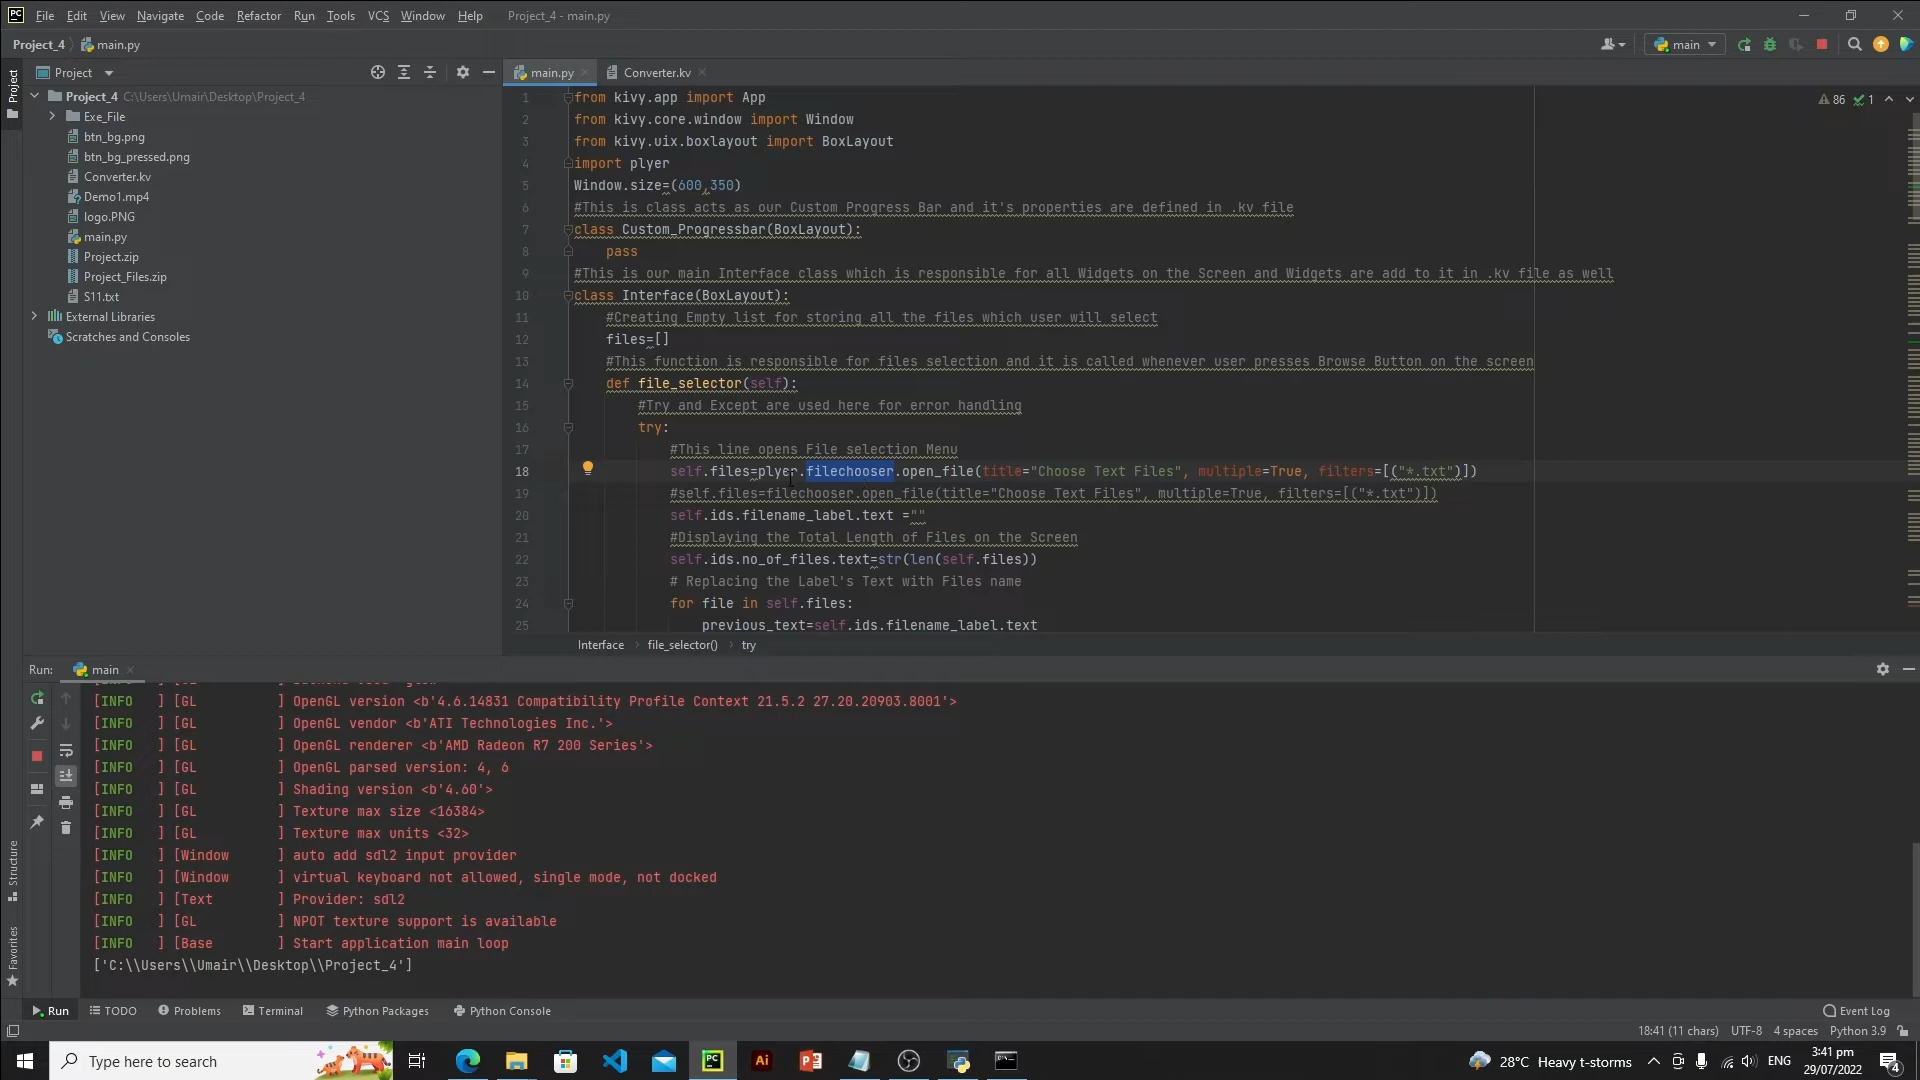 PC File Edit View Navigate Code Refactor Run Tools VCS Window Help Project_4 - main.py
Project_4 main.py main
Project main.py Converter.kv
Project
Project_4 C:\Users\Umair\Desktop\Project_4
Exe_File
btn_bg.png
btn_bg_pressed.png
Converter.kv
Demo1.mp4
logo.PNG
main.py
Project.zip
Project_Files.zip
S11.txt
External Libraries
Scratches and Consoles
86 1
1 from kivy.app import App
2 from kivy.core.window import Window
3 from kivy.uix.boxlayout import BoxLayout
4 import plyer
5 Window.size=(600,350)
6 #This is class acts as our Custom Progress Bar and it's properties are defined in .kv file
7 class Custom_Progressbar(BoxLayout):
8 pass
9 #This is our main Interface class which is responsible for all Widgets on the Screen and Widgets are add to it in .kv file as well
10 class Interface(BoxLayout):
11 #Creating Empty list for storing all the files which user will select
12 files=[]
13 #This function is responsible for files selection and it is called whenever user presses Browse Button on the screen
14 def file_selector(self):
15 #Try and Except are used here for error handling
16 try:
17 #This line opens File selection Menu
18 self.files=plyer.filechooser.open_file(title="Choose Text Files", multiple=True, filters=[("*.txt")])
19 #self.files=filechooser.open_file(title="Choose Text Files", multiple=True, filters=[("*.txt")])
20 self.ids.filename_label.text =""
21 #Displaying the Total Length of Files on the Screen
22 self.ids.no_of_files.text=str(len(self.files))
23 # Replacing the Label's Text with Files name
24 for file in self.files:
25 previous_text=self.ids.filename_label.text
Interface file_selector() try
Run: main
[INFO ] [GL ] OpenGL version <b'4.6.14831 Compatibility Profile Context 21.5.2 27.20.20903.8001'>
[INFO ] [GL ] OpenGL vendor <b'ATI Technologies Inc.'>
[INFO ] [GL ] OpenGL renderer <b'AMD Radeon R7 200 Series'>
[INFO ] [GL ] OpenGL parsed version: 4, 6
[INFO ] [GL ] Shading version <b'4.60'>
[INFO ] [GL ] Texture max size <16384>
[INFO ] [GL ] Texture max units <32>
[INFO ] [Window ] auto add sdl2 input provider
[INFO ] [Window ] virtual keyboard not allowed, single mode, not docked
[INFO ] [Text ] Provider: sdl2
[INFO ] [GL ] NPOT texture support is available
[INFO ] [Base ] Start application main loop
['C:\\Users\\Umair\\Desktop\\Project_4']
Structure
Favorites
Run TODO Problems Terminal Python Packages Python Console Event Log
18:41 (11 chars) UTF-8 4 spaces Python 3.9
Type here to search PC Ai 28°C Heavy t-storms ENG 3:41 pm
29/07/2022 4